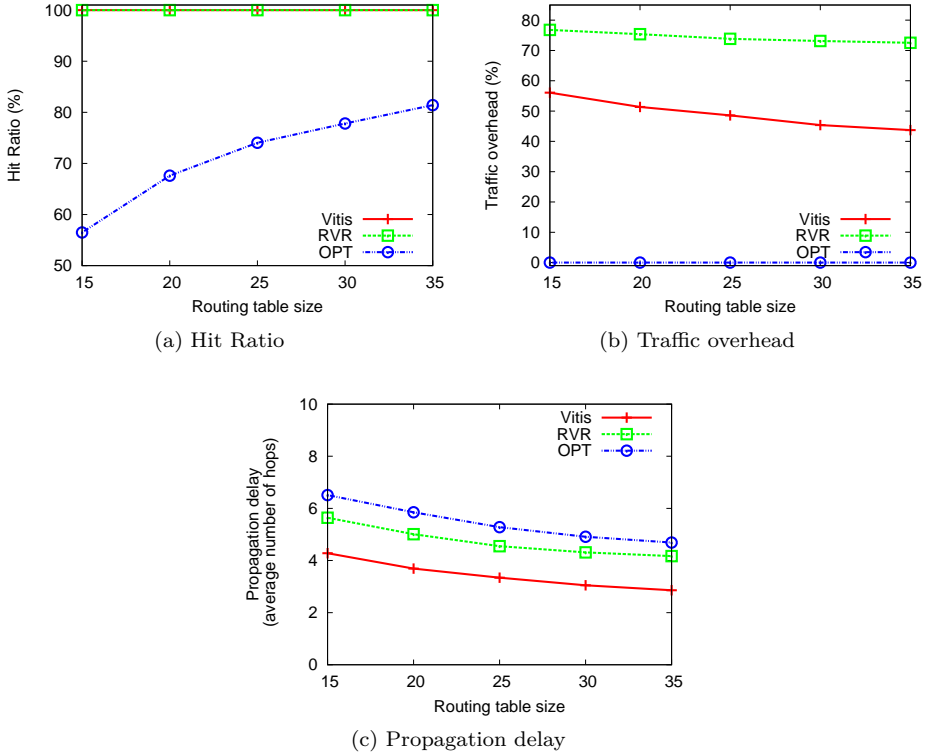 100
90
80
70
60
50
Hit Ratio (%)
Vitis
RVR
OPT
15 20 25 30 35
Routing table size
(a) Hit Ratio
80
70
60
50
40
30
20
10
0
Traffic overhead (%)
Vitis
RVR
OPT
15 20 25 30 35
Routing table size
(b) Traffic overhead
10
8
6
4
2
0
Propagation delay
(average number of hops)
Vitis
RVR
OPT
15 20 25 30 35
Routing table size
(c) Propagation delay